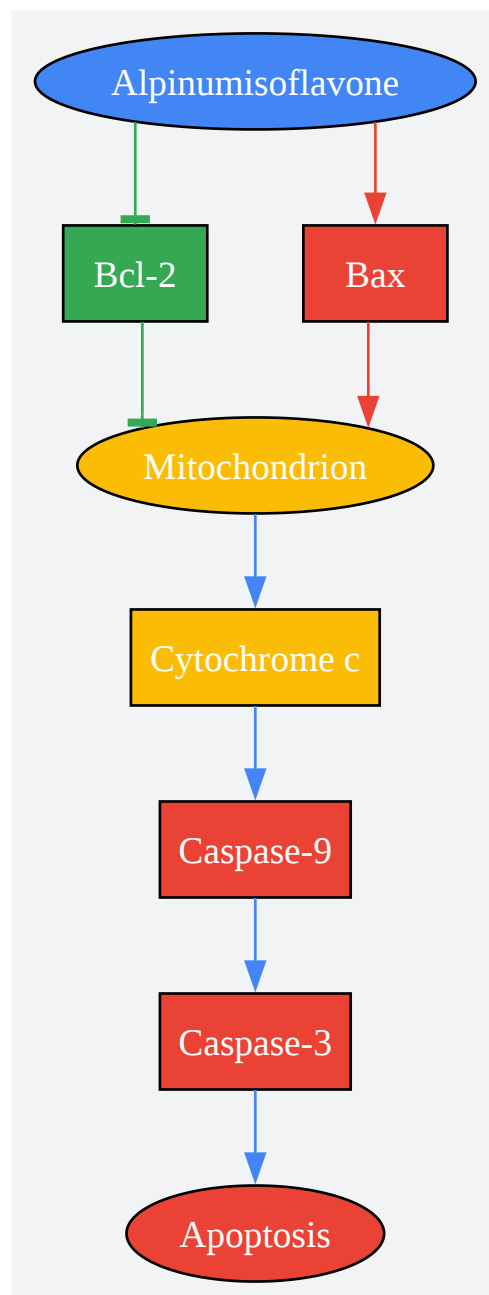 Alpinumisoflavone
Bcl-2
Bax
Mitochondrion
Cytochrome c
Caspase-9
Caspase-3
Apoptosis